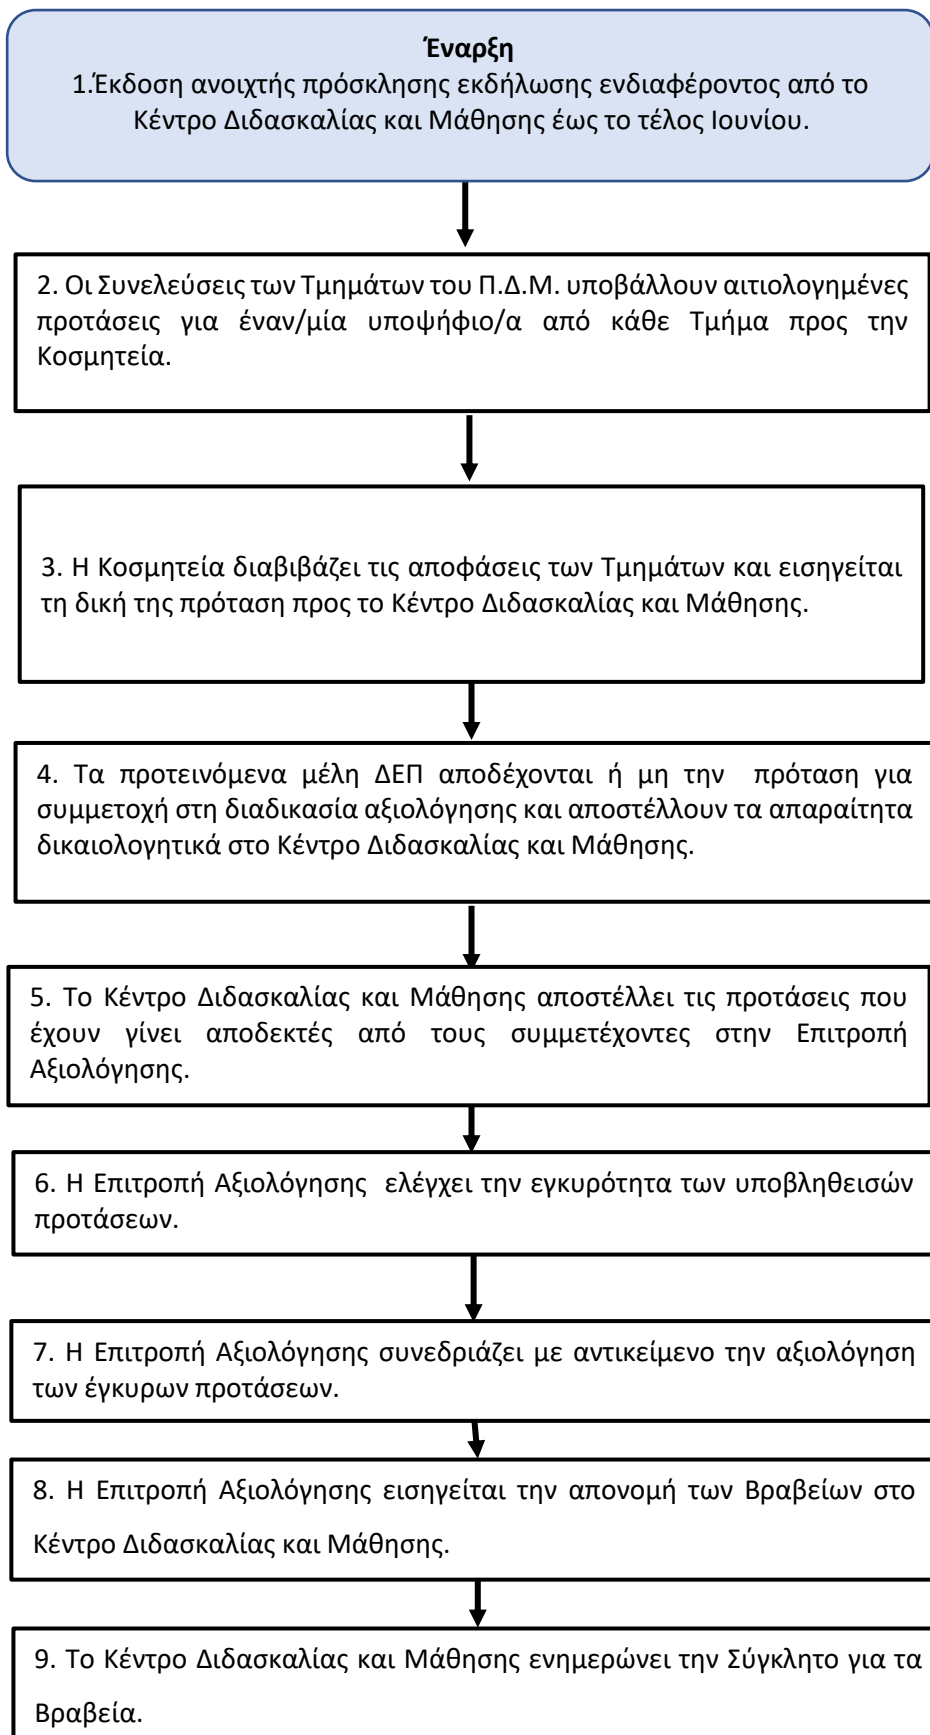 Έναρξη
1.Έκδοση ανοιχτής πρόσκλησης εκδήλωσης ενδιαφέροντος από το
Κέντρο Διδασκαλίας και Μάθησης έως το τέλος Ιουνίου.
2. Οι Συνελεύσεις των Τμημάτων του Π.Δ.Μ. υποβάλλουν αιτιολογημένες
προτάσεις για έναν/μία υποψήφιο/α από κάθε Τμήμα προς την
Κοσμητεία.
3. Η Κοσμητεία διαβιβάζει τις αποφάσεις των Τμημάτων και εισηγείται
τη δική της πρόταση προς το Κέντρο Διδασκαλίας και Μάθησης.
4. Τα προτεινόμενα μέλη ΔΕΠ αποδέχονται ή μη την πρόταση για
συμμετοχή στη διαδικασία αξιολόγησης και αποστέλλουν τα απαραίτητα
δικαιολογητικά στο Κέντρο Διδασκαλίας και Μάθησης.
5. Το Κέντρο Διδασκαλίας και Μάθησης αποστέλλει τις προτάσεις που
έχουν γίνει αποδεκτές από τους συμμετέχοντες στην Επιτροπή
Αξιολόγησης.
6. Η Επιτροπή Αξιολόγησης ελέγχει την εγκυρότητα των υποβληθεισών
προτάσεων.
7. Η Επιτροπή Αξιολόγησης συνεδριάζει με αντικείμενο την αξιολόγηση
των έγκυρων προτάσεων.
8. Η Επιτροπή Αξιολόγησης εισηγείται την απονομή των Βραβείων στο
Κέντρο Διδασκαλίας και Μάθησης.
9. Το Κέντρο Διδασκαλίας και Μάθησης ενημερώνει την Σύγκλητο για τα
Βραβεία.